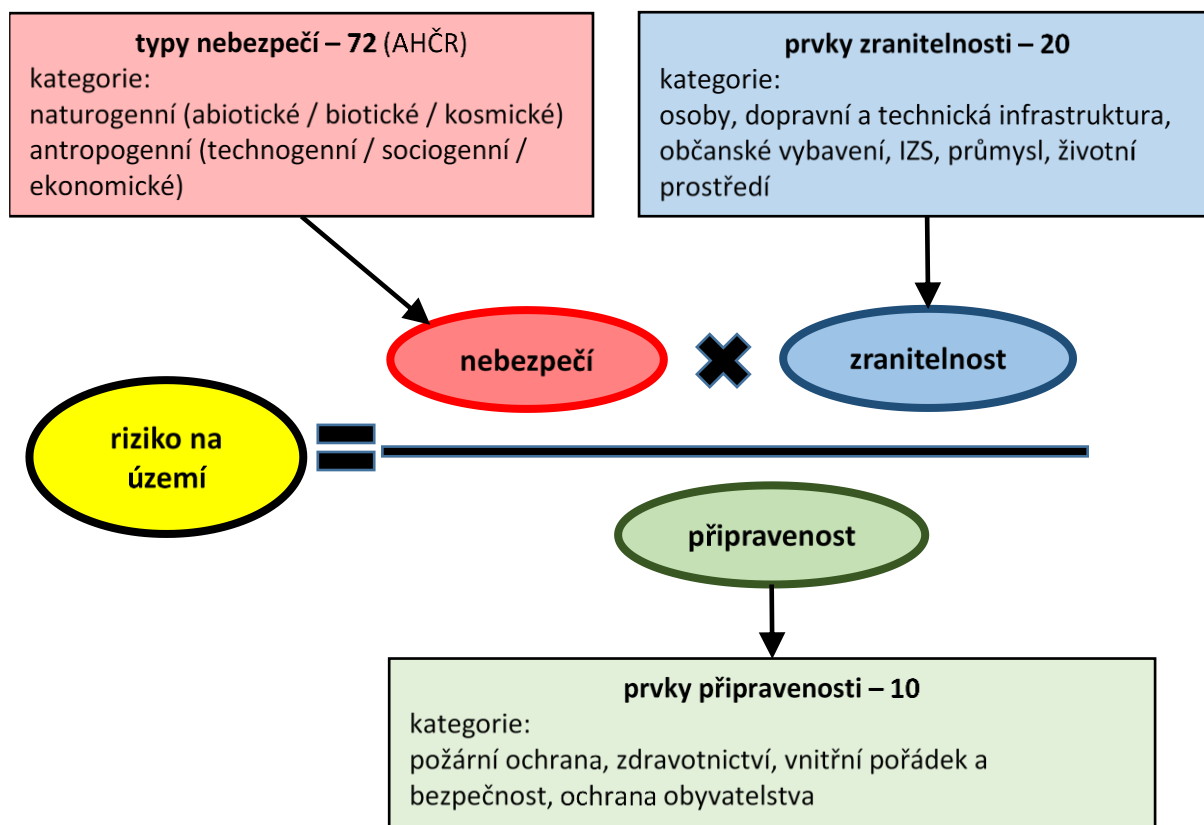 typy nebezpečí – 72 (AHČR)
kategorie:
naturogenní (abiotické / biotické / kosmické)
antropogenní (technogenní / sociogenní /
ekonomické)
prvky zranitelnosti – 20
kategorie:
osoby, dopravní a technická infrastruktura,
občanské vybavení, IZS, průmysl, životní
prostředí
nebezpečí
zranitelnost
riziko na
území
připravenost
prvky připravenosti – 10
kategorie:
požární ochrana, zdravotnictví, vnitřní pořádek a
bezpečnost, ochrana obyvatelstva